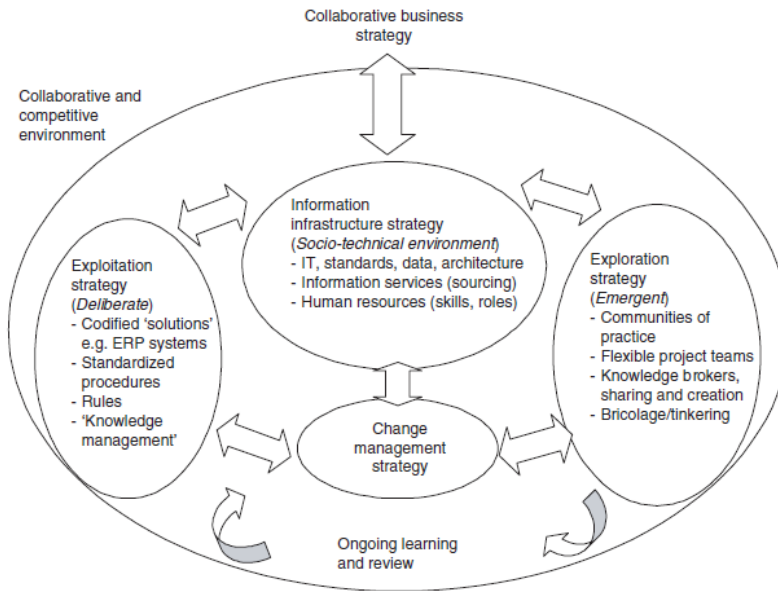 Collaborative business
strategy
Collaborative and
competitive
environment
Information
infrastructure strategy
(Socio-technical environment)
- IT, standards, data, architecture
- Information services (sourcing)
- Human resources (skills, roles)
Exploitation
strategy
(Deliberate)
- Codified ‘solutions’
e.g. ERP systems
- Standardized
procedures
- Rules
- ‘Knowledge
management’
Exploration
strategy
(Emergent)
- Communities of
practice
- Flexible project teams
- Knowledge brokers,
sharing and creation
- Bricolage/tinkering
Change
management
strategy
Ongoing learning
and review